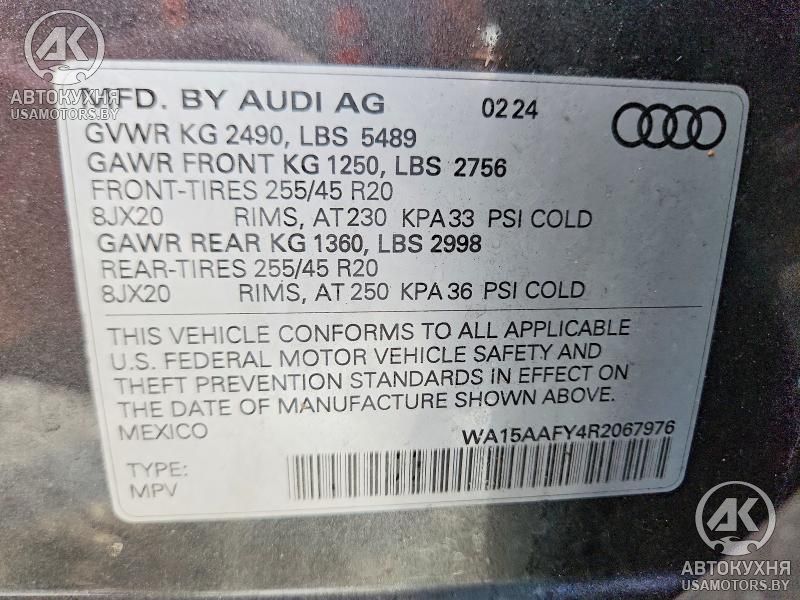 AK
АВТОКУХНЯ
USAMOTORS.BY
MFD. BY AUDI AG 02 24
GVWR KG 2490, LBS 5489
GAWR FRONT KG 1250, LBS 2756
FRONT-TIRES 255/45 R20
8JX20 RIMS, AT 230 KPA 33 PSI COLD
GAWR REAR KG 1360, LBS 2998
REAR-TIRES 255/45 R20
8JX20 RIMS, AT 250 KPA 36 PSI COLD
THIS VEHICLE CONFORMS TO ALL APPLICABLE
U.S. FEDERAL MOTOR VEHICLE SAFETY AND
THEFT PREVENTION STANDARDS IN EFFECT ON
THE DATE OF MANUFACTURE SHOWN ABOVE.
MEXICO WA15AAFY4R2067976
TYPE:
MPV
AK
АВТОКУХНЯ
USAMOTORS.BY